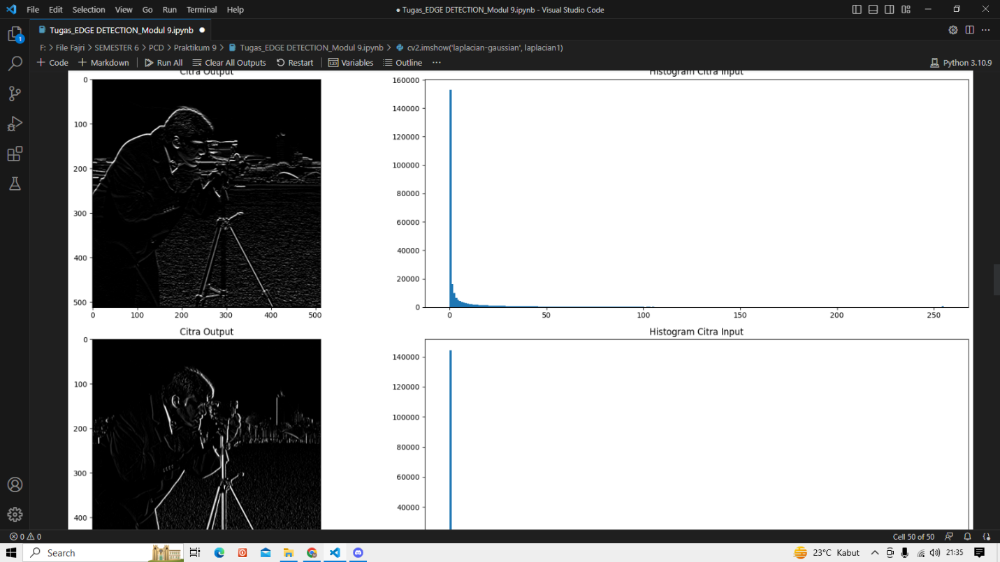 File Edit Selection View Go Run Terminal Help ● Tugas_EDGE DETECTION_Modul 9.ipynb - Visual Studio Code
Tugas_EDGE DETECTION_Modul 9.ipynb ●
1
F: > File Fajri > SEMESTER 6 > PCD > Praktikum 9 > Tugas_EDGE DETECTION_Modul 9.ipynb > cv2.imshow('laplacian-gaussian', laplacian1)
+ Code + Markdown Run All Clear All Outputs Restart Variables Outline ... Python 3.10.9
Citra Output
0
100
200
300
400
500
0 100 200 300 400 500
Histogram Citra Input
160000
140000
120000
100000
80000
60000
40000
20000
0
0 50 100 150 200 250
Citra Output
0
100
200
300
400
Histogram Citra Input
140000
120000
100000
80000
60000
40000
0 0 Cell 50 of 50
Search 23°C Kabut 21:35